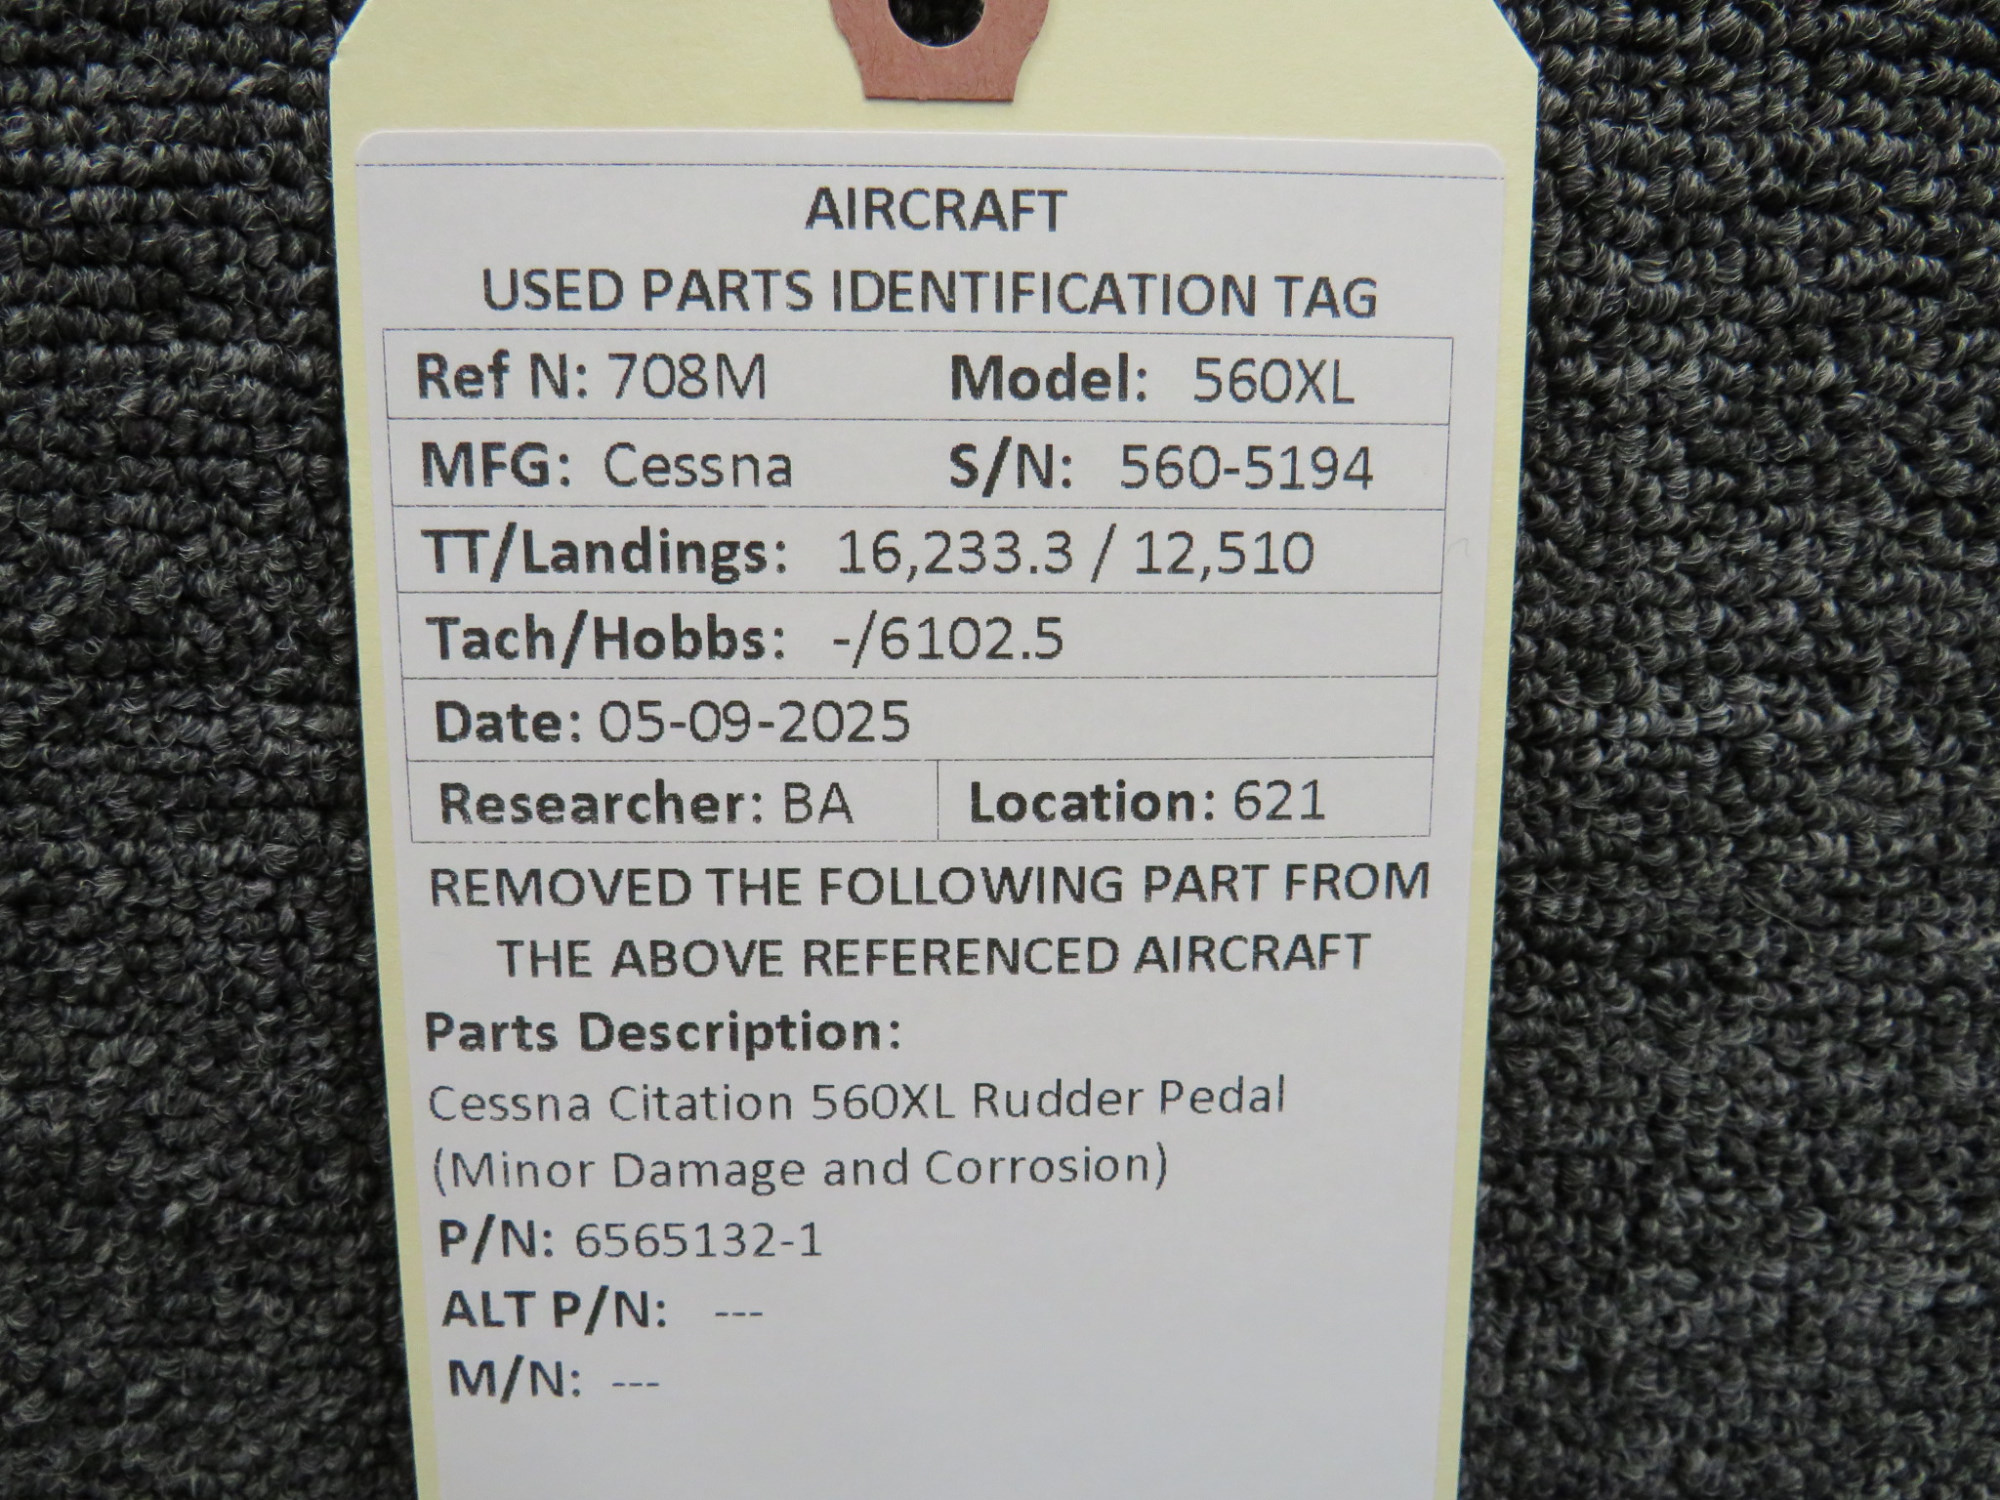 AIRCRAFT
USED PARTS IDENTIFICATION TAG
Ref N: 708M Model: 560XL
MFG: Cessna S/N: 560-5194
TT/Landings: 16,233.3 / 12,510
Tach/Hobbs: -/6102.5
Date: 05-09-2025
Researcher: BA Location: 621
REMOVED THE FOLLOWING PART FROM
THE ABOVE REFERENCED AIRCRAFT
Parts Description:
Cessna Citation 560XL Rudder Pedal
(Minor Damage and Corrosion)
P/N: 6565132-1
ALT P/N: ---
M/N: ---